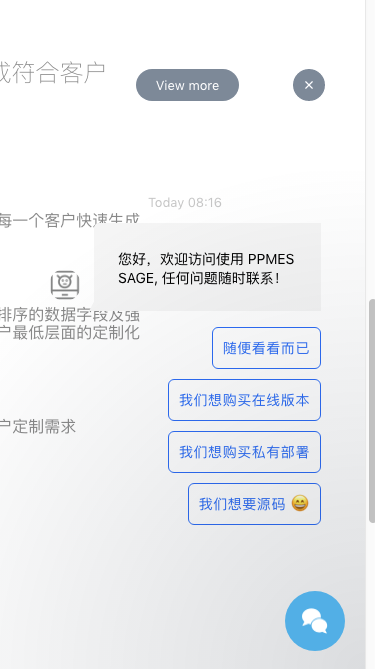 成符合客户
View more
Today 08:16
每一个客户快速生成
您好，欢迎访问使用 PPMES
SAGE, 任何问题随时联系！
排序的数据字段及强
户最低层面的定制化
随便看看而已
我们想购买在线版本
户定制需求
我们想购买私有部署
我们想要源码 😄